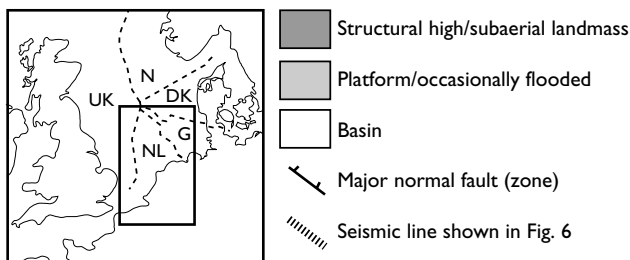 N
UK
DK
G
NL
Structural high/subaerial landmass
Platform/occasionally flooded
Basin
Major normal fault (zone)
Seismic line shown in Fig. 6